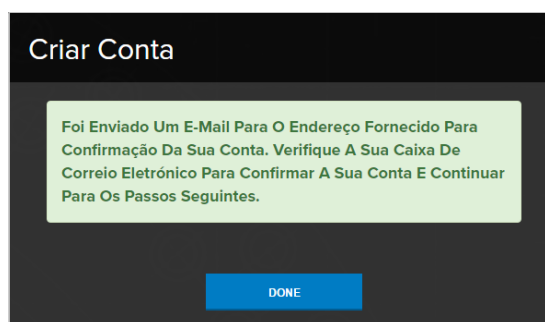 Criar Conta
Foi Enviado Um E-Mail Para O Endereço Fornecido Para
Confirmação Da Sua Conta. Verifique A Sua Caixa De
Correio Eletrónico Para Confirmar A Sua Conta E Continuar
Para Os Passos Seguintes.
DONE